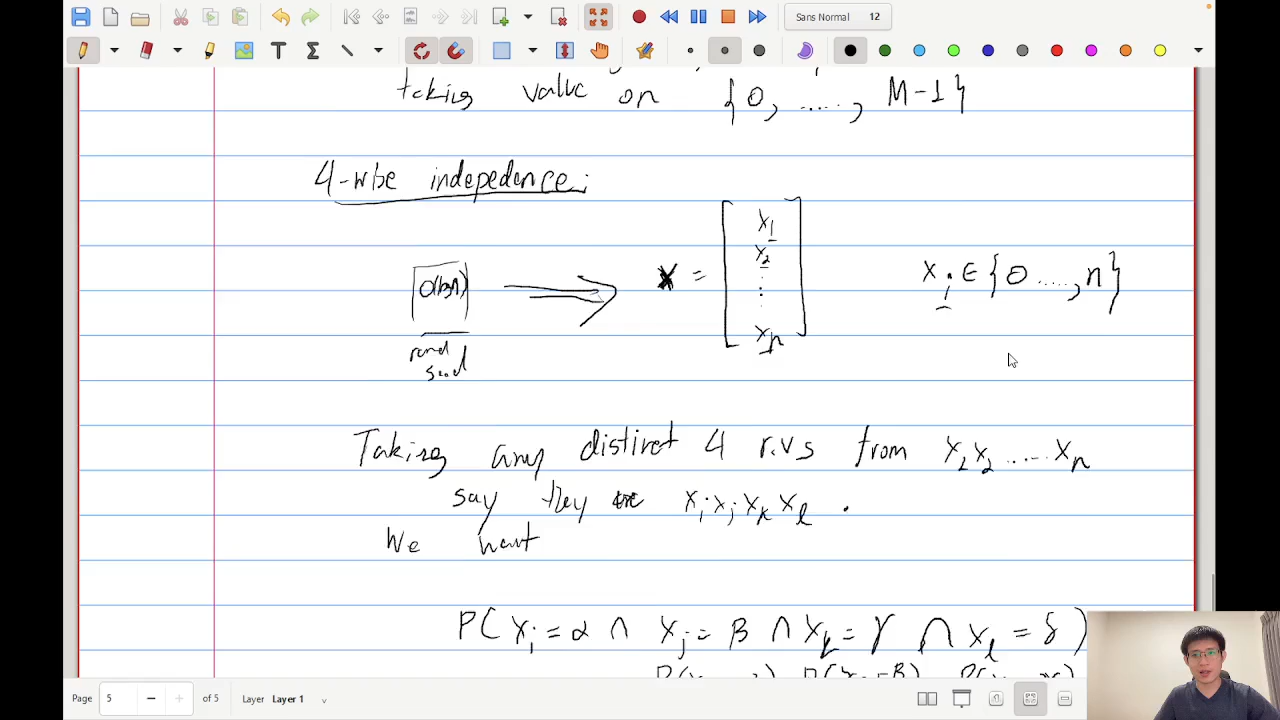 Sans Normal 12
taking value on {0, ....., M-1}
4-wise indepedence:
O(lgn)
rand
seed
X = [ x1 x2 ⋮ xn ]
xi ∈ {0 ....., n}
Taking any distinct 4 r.vs from x1 x2 ..... xn
say they are xi xj xk xl .
We want
P( xi = α ∩ xj = β ∩ xk = γ ∩ xl = δ )
Page 5 of 5 Layer Layer 1